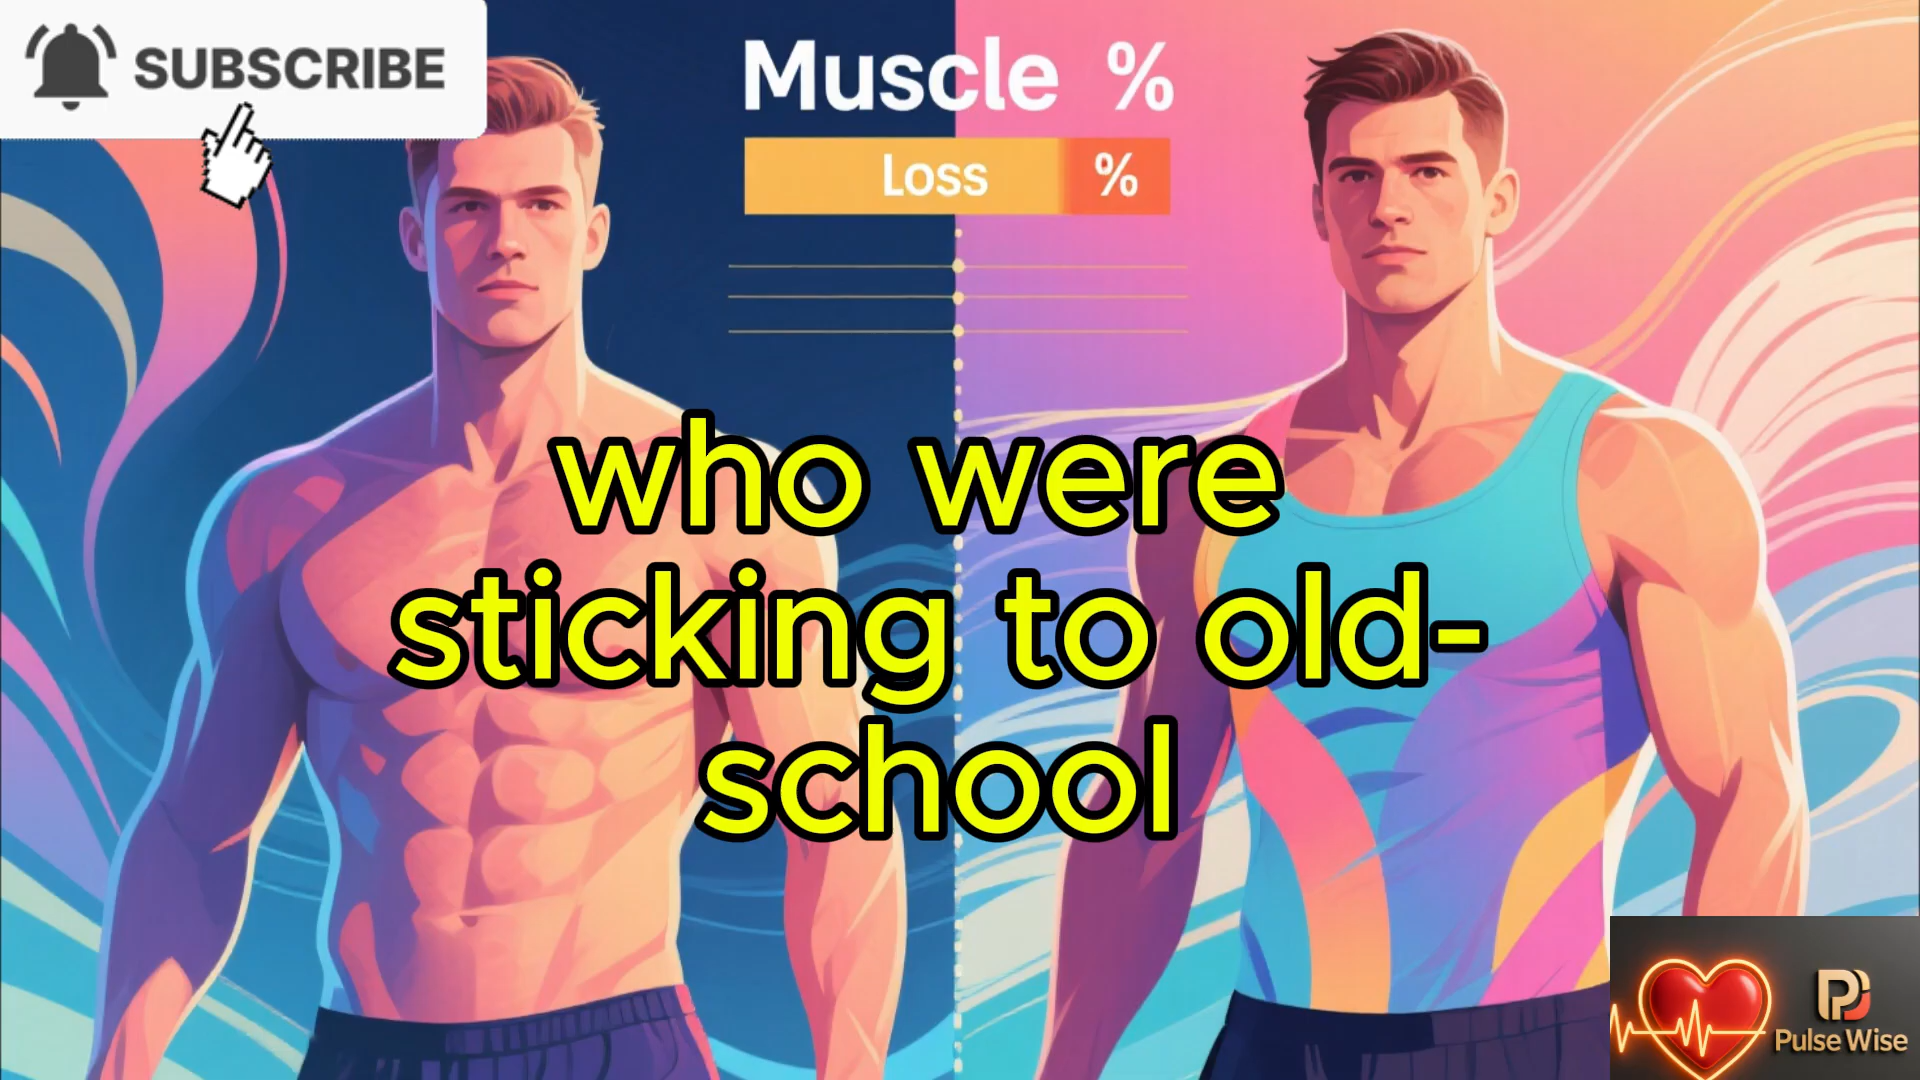 SUBSCRIBE
Muscle %
Loss %
who were
sticking to old-
school
Pulse Wise